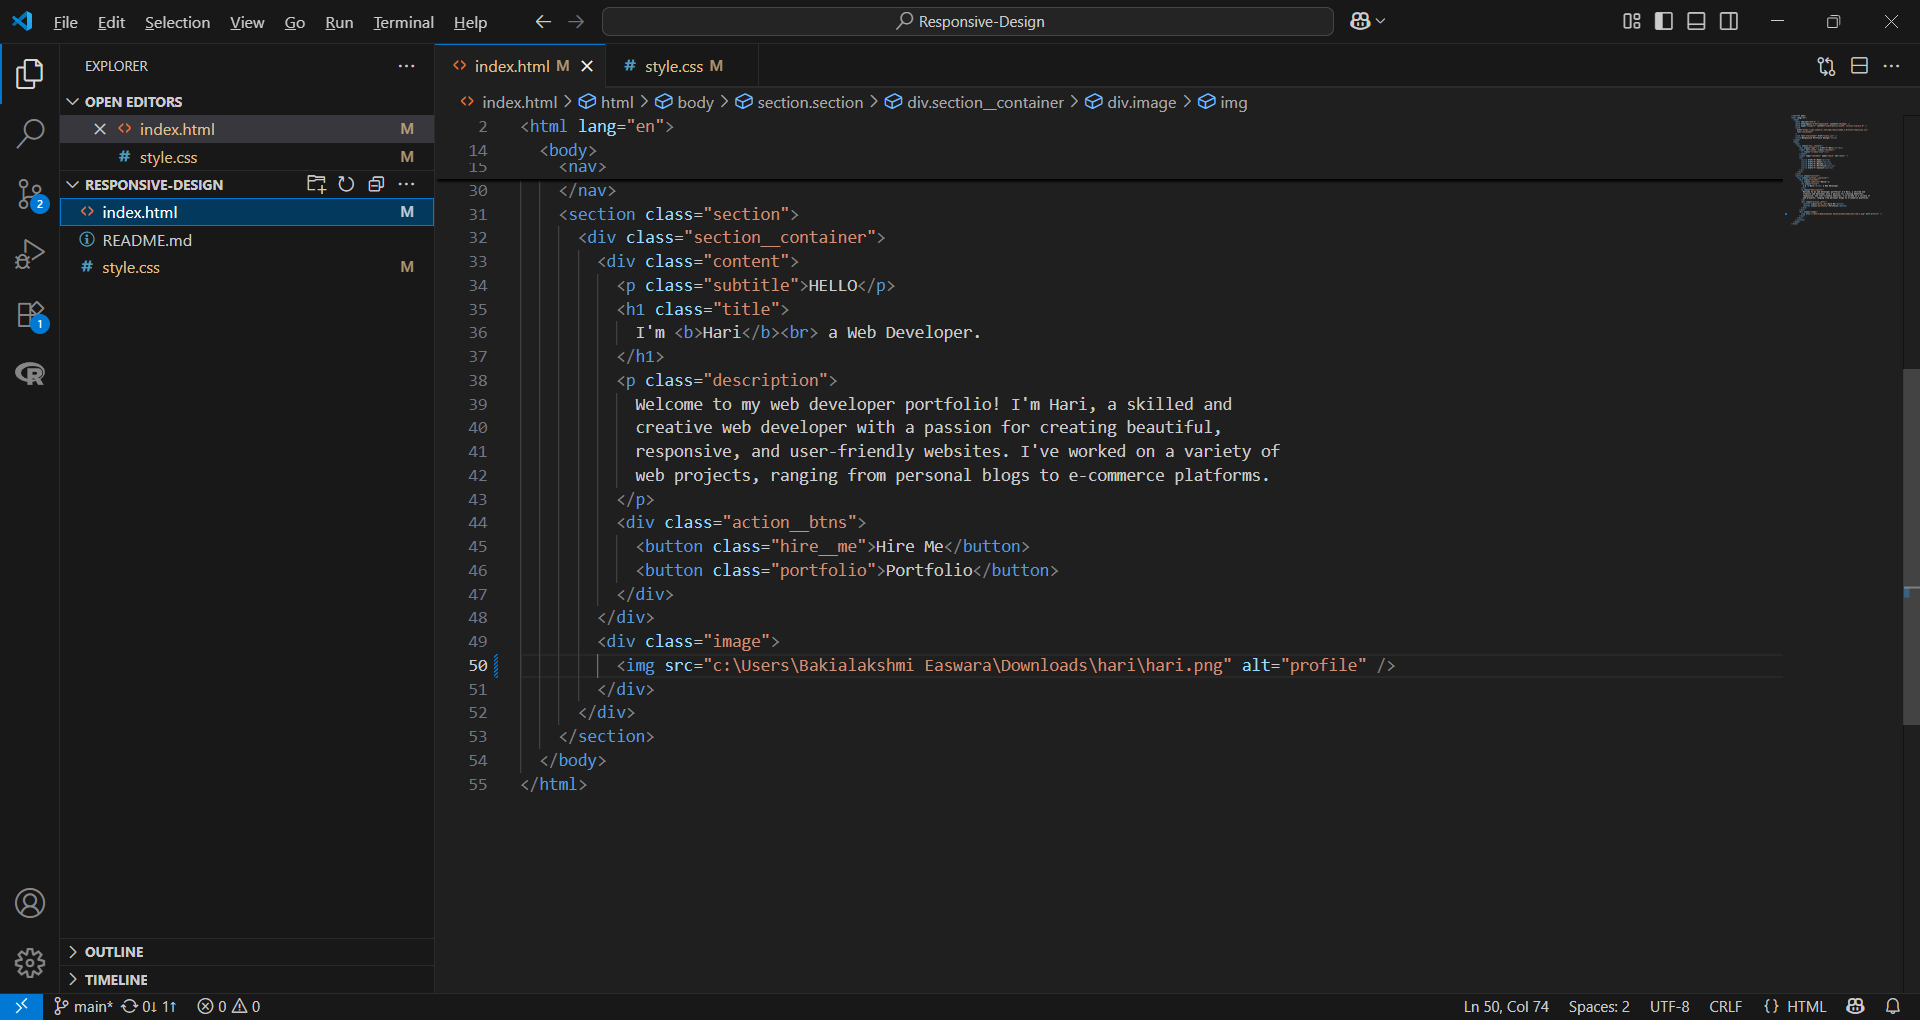 File Edit Selection View Go Run Terminal Help Responsive-Design
EXPLORER
OPEN EDITORS
index.html M
style.css M
RESPONSIVE-DESIGN
index.html M
README.md
style.css M
OUTLINE
TIMELINE
2
1
index.html M
style.css M
index.html > html > body > section.section > div.section__container > div.image > img
2 <html lang="en">
14 <body>
15 <nav>
30 </nav>
31 <section class="section">
32 <div class="section__container">
33 <div class="content">
34 <p class="subtitle">HELLO</p>
35 <h1 class="title">
36 I'm <b>Hari</b><br> a Web Developer.
37 </h1>
38 <p class="description">
39 Welcome to my web developer portfolio! I'm Hari, a skilled and
40 creative web developer with a passion for creating beautiful,
41 responsive, and user-friendly websites. I've worked on a variety of
42 web projects, ranging from personal blogs to e-commerce platforms.
43 </p>
44 <div class="action__btns">
45 <button class="hire__me">Hire Me</button>
46 <button class="portfolio">Portfolio</button>
47 </div>
48 </div>
49 <div class="image">
50 <img src="c:\Users\Bakialakshmi Easwara\Downloads\hari\hari.png" alt="profile" />
51 </div>
52 </div>
53 </section>
54 </body>
55 </html>
main* 0↓ 1↑ 0 0 Ln 50, Col 74 Spaces: 2 UTF-8 CRLF {} HTML